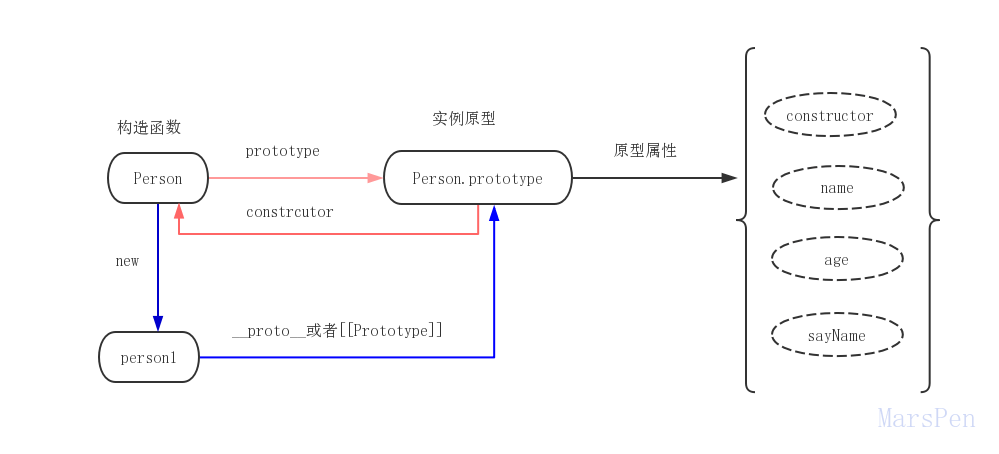 构造函数
实例原型
原型属性
prototype
Person
Person.prototype
constrcutor
new
__proto__或者[[Prototype]]
person1
constructor
name
age
sayName
MarsPen